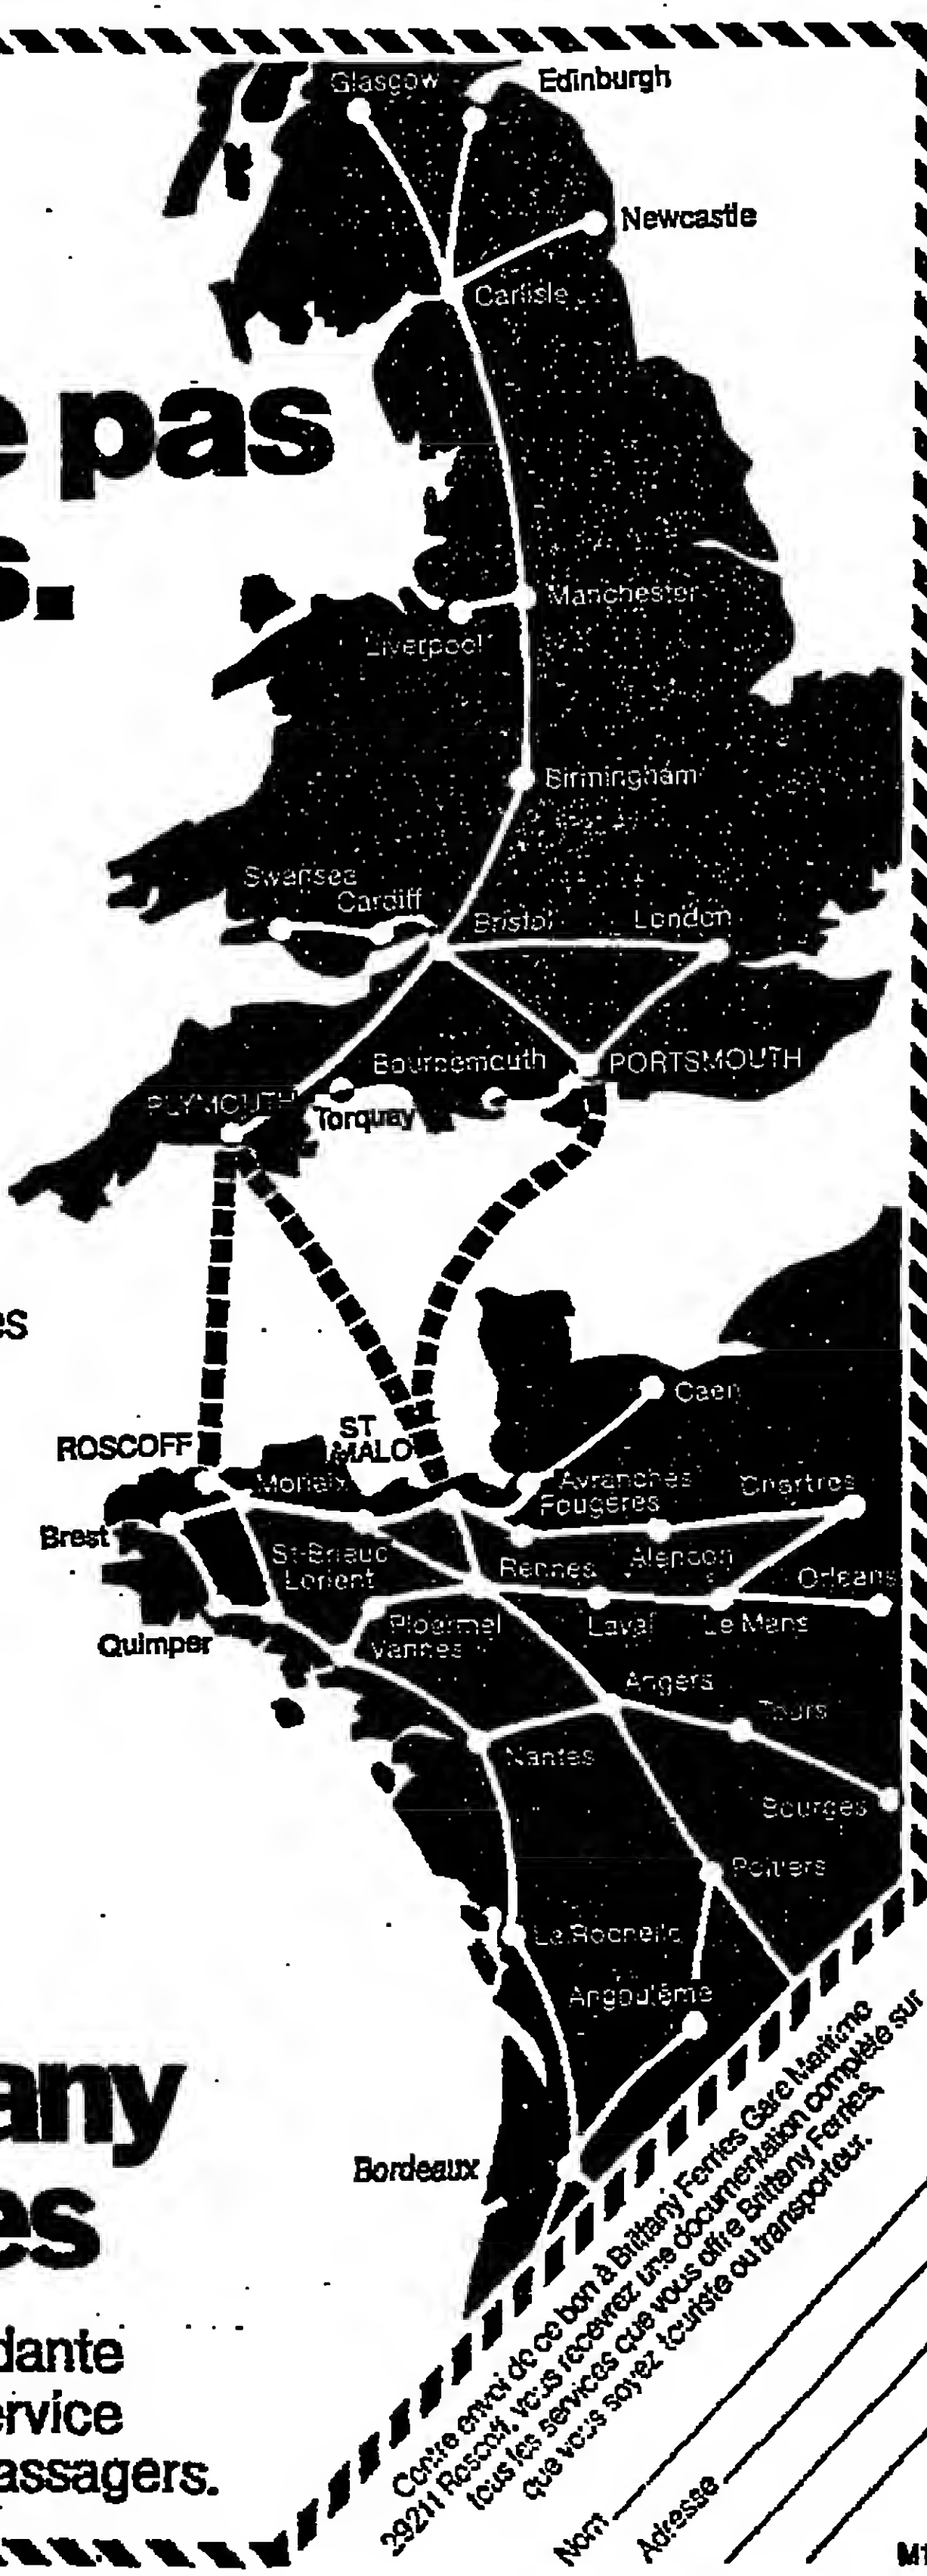 Glasgow
Edinburgh
Newcastle
Carlisle
pas
Manchester
Liverpool
Birmingham
Swansea
Cardiff
Bristol
London
Bournemouth
PORTSMOUTH
PLYMOUTH
Torquay
es
Caen
ROSCOFF
ST
MALO
Morlaix
Avranches
Fougères
Chartres
Brest
St-Brieuc
Lorient
Rennes
Alençon
Orléans
Quimper
Ploërmel
Vannes
Laval
Le Mans
Angers
Tours
Nantes
Bourges
Poitiers
La Rochelle
Angoulême
any
es
Bordeaux
dante
ervice
assagers.
Contre envoi de ce bon à Brittany Ferries Gare Maritime
29211 Roscoff, vous recevrez une documentation complète sur
tous les services que vous offre Brittany Ferries,
que vous soyez touriste ou transporteur.
Nom
Adresse